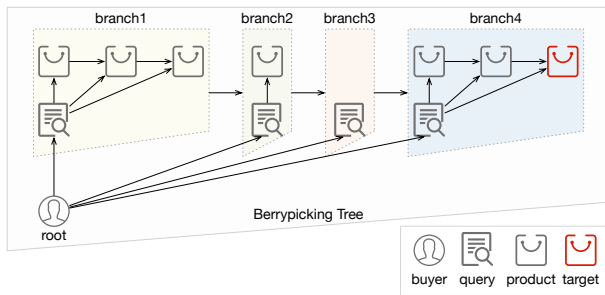 branch1 branch2 branch3 branch4
root
Berrypicking Tree
buyer query product target